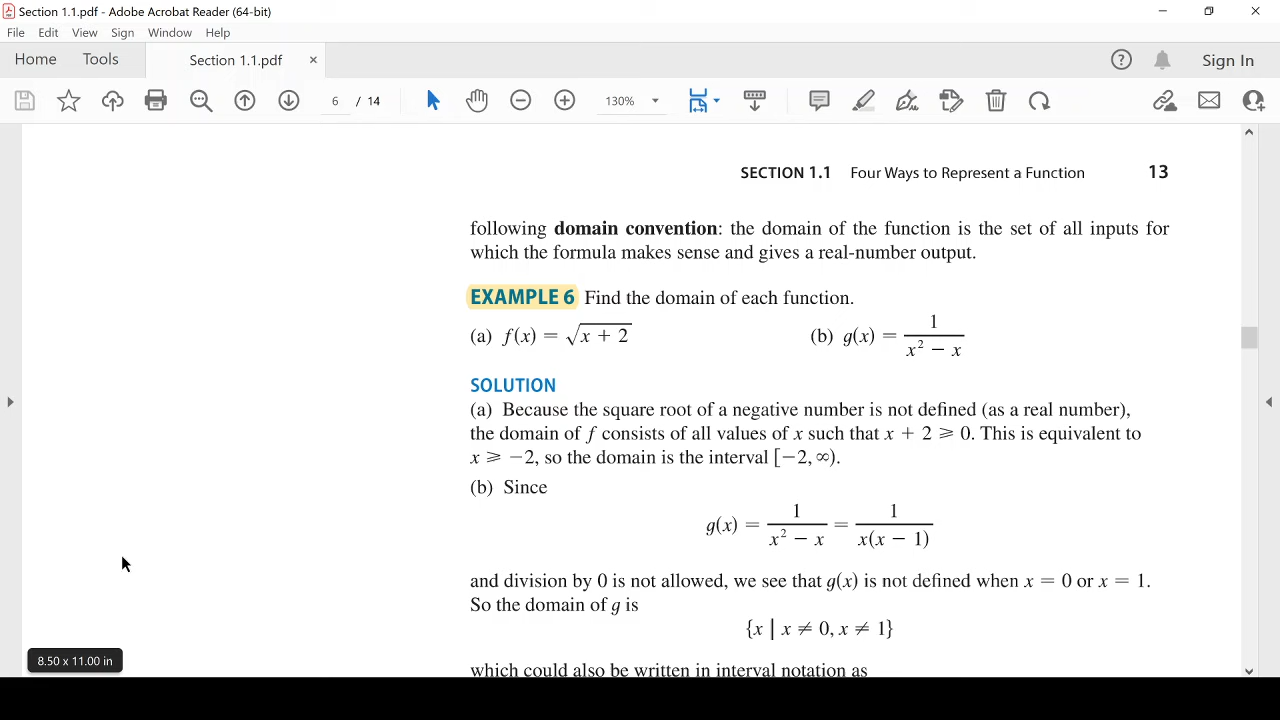 Section 1.1.pdf - Adobe Acrobat Reader (64-bit)
File Edit View Sign Window Help
Home Tools Section 1.1.pdf × Sign In
6 / 14 130%
SECTION 1.1 Four Ways to Represent a Function 13
following domain convention: the domain of the function is the set of all inputs for
which the formula makes sense and gives a real-number output.
EXAMPLE 6 Find the domain of each function.
(a) f(x) = √(x + 2) (b) g(x) = 1/(x² − x)
SOLUTION
(a) Because the square root of a negative number is not defined (as a real number),
the domain of f consists of all values of x such that x + 2 ⩾ 0. This is equivalent to
x ⩾ −2, so the domain is the interval [−2, ∞).
(b) Since
g(x) = 1/(x² − x) = 1/(x(x − 1))
and division by 0 is not allowed, we see that g(x) is not defined when x = 0 or x = 1.
So the domain of g is
{x | x ≠ 0, x ≠ 1}
8.50 x 11.00 in
which could also be written in interval notation as